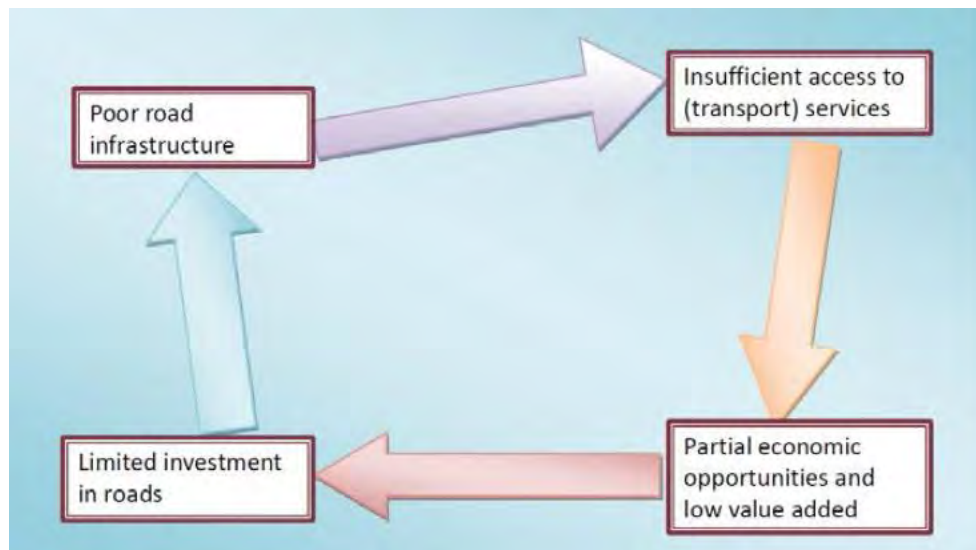 Poor road
infrastructure
Insufficient access to
(transport) services
Limited investment
in roads
Partial economic
opportunities and
low value added